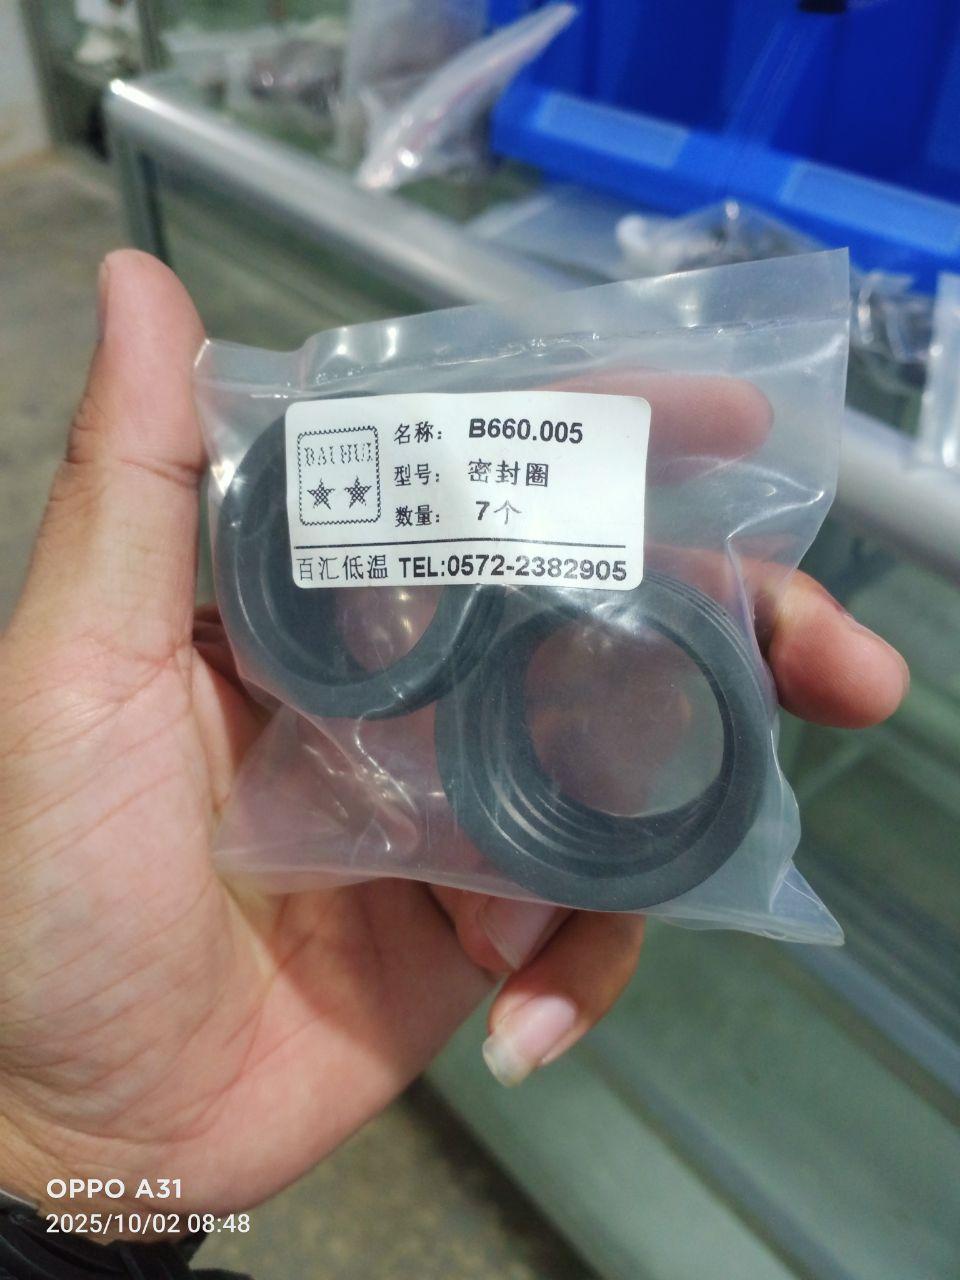 BAIHUI
名称: B660.005
型号: 密封圈
数量: 7个
百汇低温 TEL:0572-2382905
OPPO A31
2025/10/02 08:48